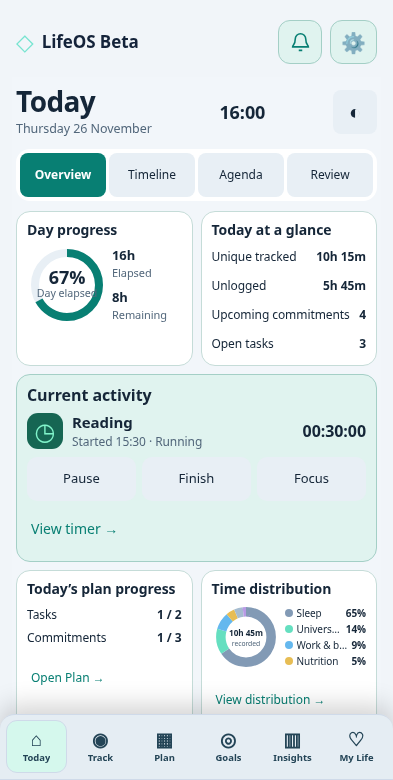 LifeOS Beta
Today
Thursday 26 November
16:00
Overview
Timeline
Agenda
Review
Day progress
67%
Day elapsed
16h
Elapsed
8h
Remaining
Today at a glance
Unique tracked 10h 15m
Unlogged 5h 45m
Upcoming commitments 4
Open tasks 3
Current activity
Reading
Started 15:30 · Running
00:30:00
Pause
Finish
Focus
View timer →
Today’s plan progress
Tasks 1 / 2
Commitments 1 / 3
Open Plan →
Time distribution
10h 45m
recorded
Sleep 65%
Univers... 14%
Work & b... 9%
Nutrition 5%
View distribution →
Today
Track
Plan
Goals
Insights
My Life